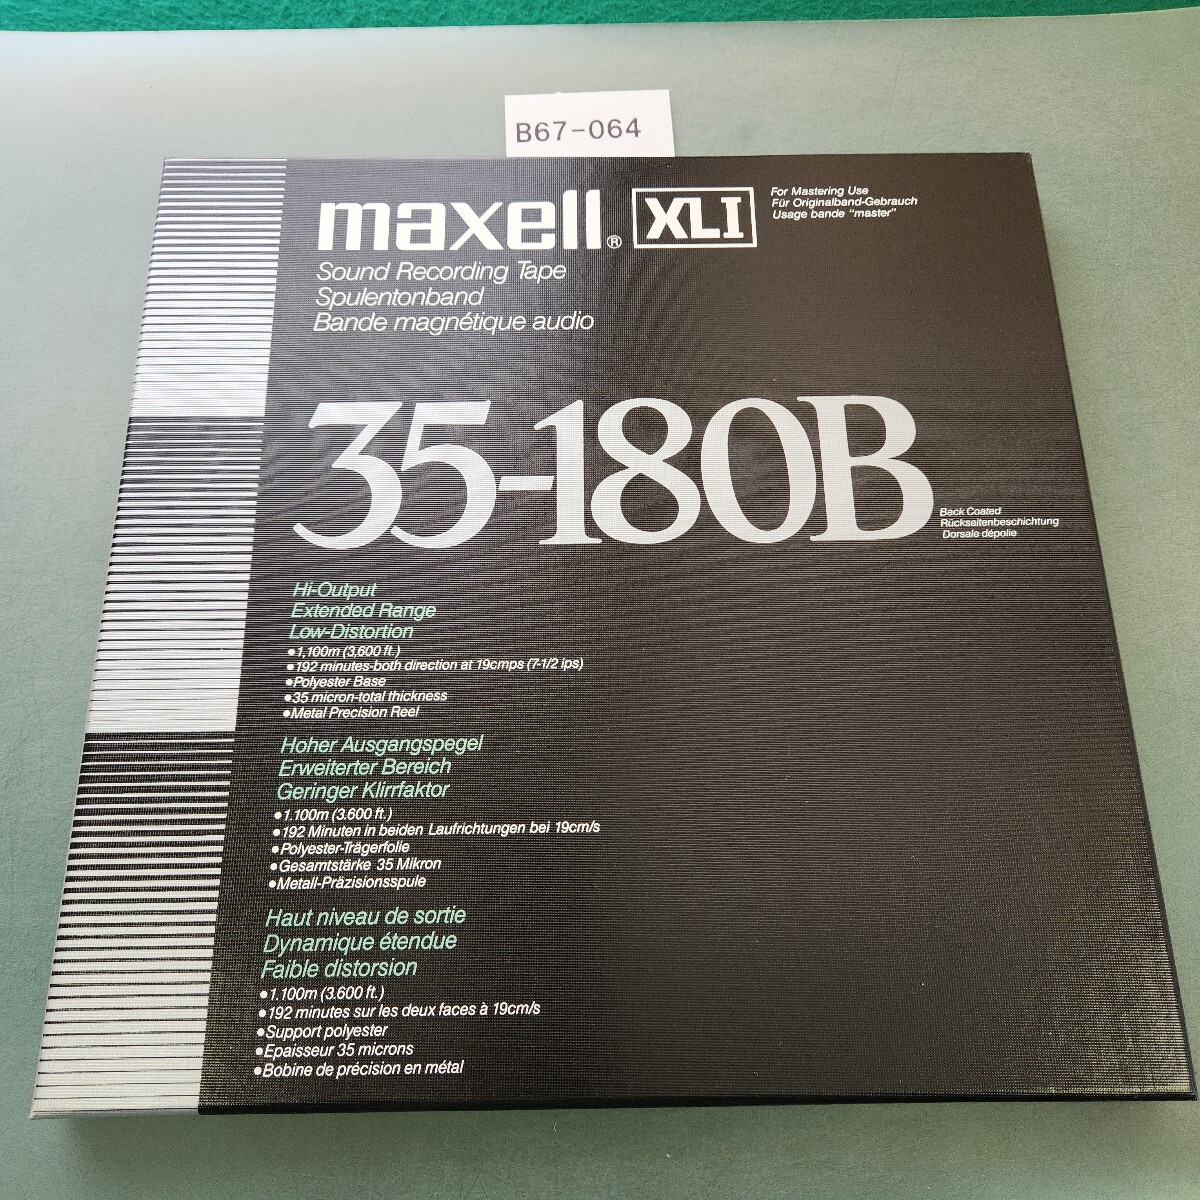 B67-064
maxell® XLI
For Mastering Use
Für Originalband-Gebrauch
Usage bande "master"
Sound Recording Tape
Spulentonband
Bande magnétique audio
35-180B
Back Coated
Rückseitenbeschichtung
Dorsale dépolie
Hi-Output
Extended Range
Low-Distortion
●1,100m (3,600 ft.)
●192 minutes-both direction at 19cmps (7-1/2 ips)
●Polyester Base
●35 micron-total thickness
●Metal Precision Reel
Hoher Ausgangspegel
Erweiterter Bereich
Geringer Klirrfaktor
●1.100m (3.600 ft.)
●192 Minuten in beiden Laufrichtungen bei 19cm/s
●Polyester-Trägerfolie
●Gesamtstärke 35 Mikron
●Metall-Präzisionsspule
Haut niveau de sortie
Dynamique étendue
Faible distorsion
●1.100m (3.600 ft.)
●192 minutes sur les deux faces à 19cm/s
●Support polyester
●Epaisseur 35 microns
●Bobine de précision en métal